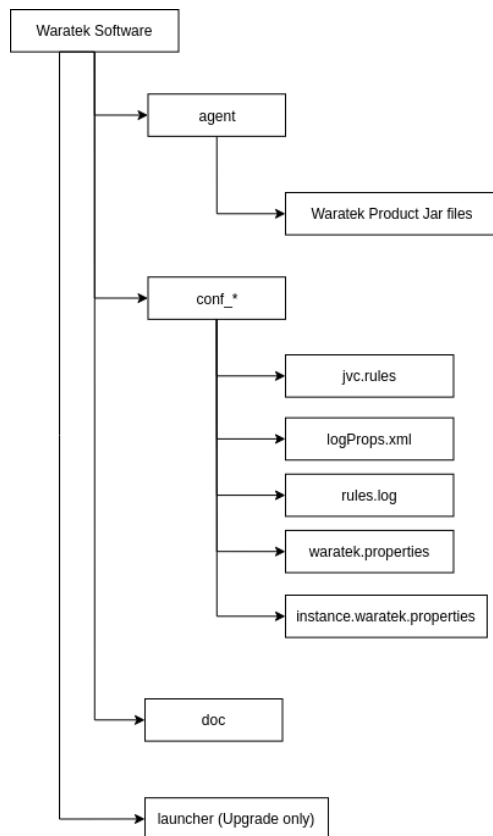 Waratek Software
agent
Waratek Product Jar files
conf_*
jvc.rules
logProps.xml
rules.log
waratek.properties
instance.waratek.properties
doc
launcher (Upgrade only)